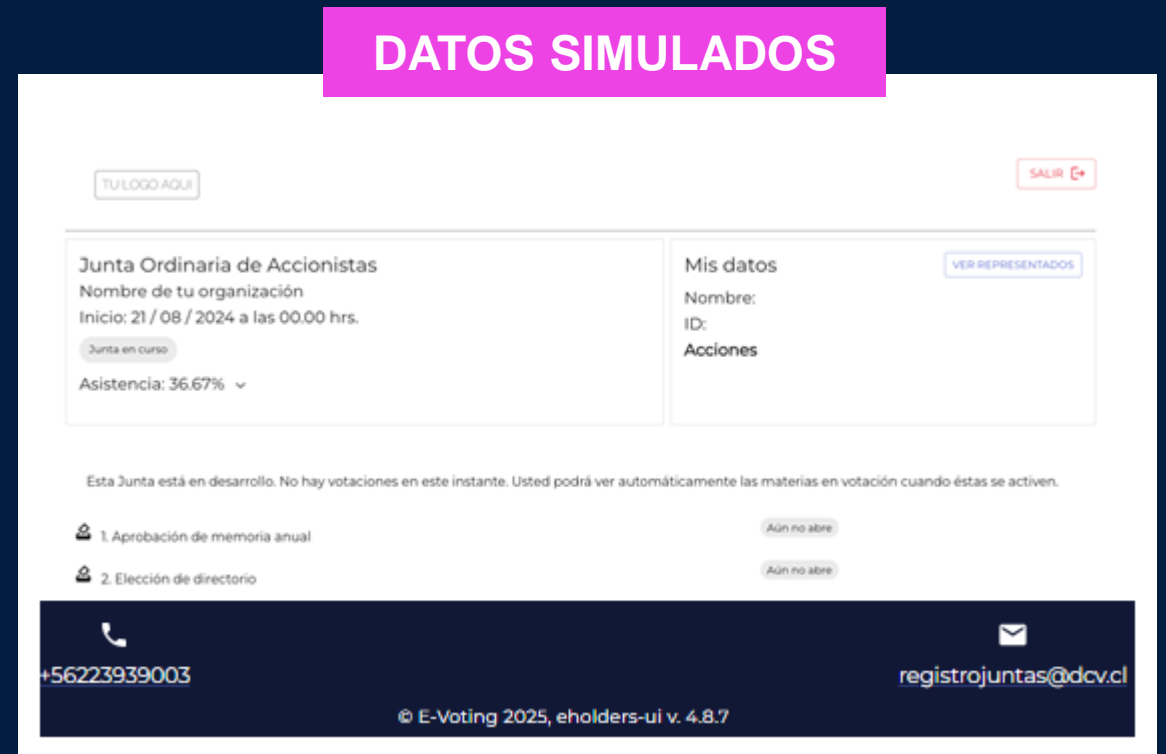 DATOS SIMULADOS
TU LOGO AQUI
SALIR
Junta Ordinaria de Accionistas
Nombre de tu organización
Inicio: 21 / 08 / 2024 a las 00.00 hrs.
Junta en curso
Asistencia: 36.67%
Mis datos
VER REPRESENTADOS
Nombre:
ID:
Acciones
Esta Junta está en desarrollo. No hay votaciones en este instante. Usted podrá ver automáticamente las materias en votación cuando éstas se activen.
1. Aprobación de memoria anual
Aún no abre
2. Elección de directorio
Aún no abre
+56223939003
registrojuntas@dcv.cl
© E-Voting 2025, eholders-ui v. 4.8.7